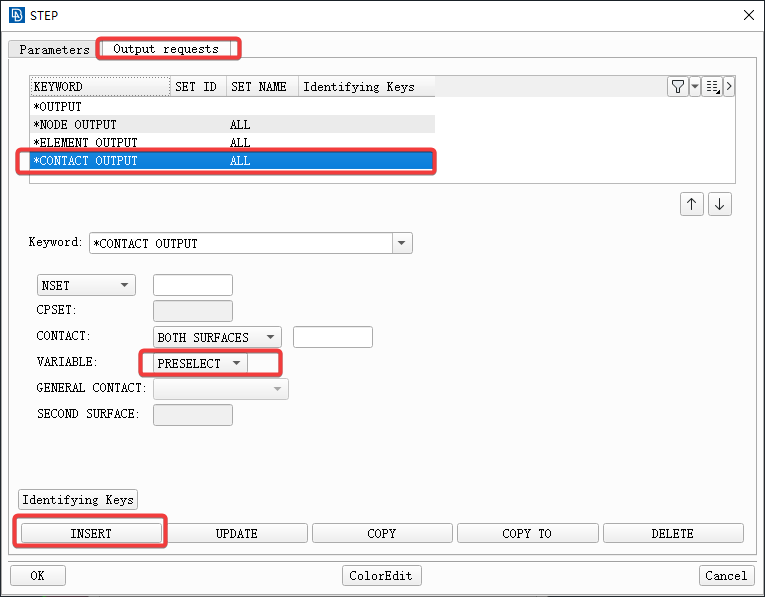 STEP
Parameters Output requests
KEYWORD SET ID SET NAME Identifying Keys
*OUTPUT
*NODE OUTPUT ALL
*ELEMENT OUTPUT ALL
*CONTACT OUTPUT ALL
Keyword: *CONTACT OUTPUT
NSET
CPSET:
CONTACT: BOTH SURFACES
VARIABLE: PRESELECT
GENERAL CONTACT:
SECOND SURFACE:
Identifying Keys
INSERT UPDATE COPY COPY TO DELETE
OK ColorEdit Cancel